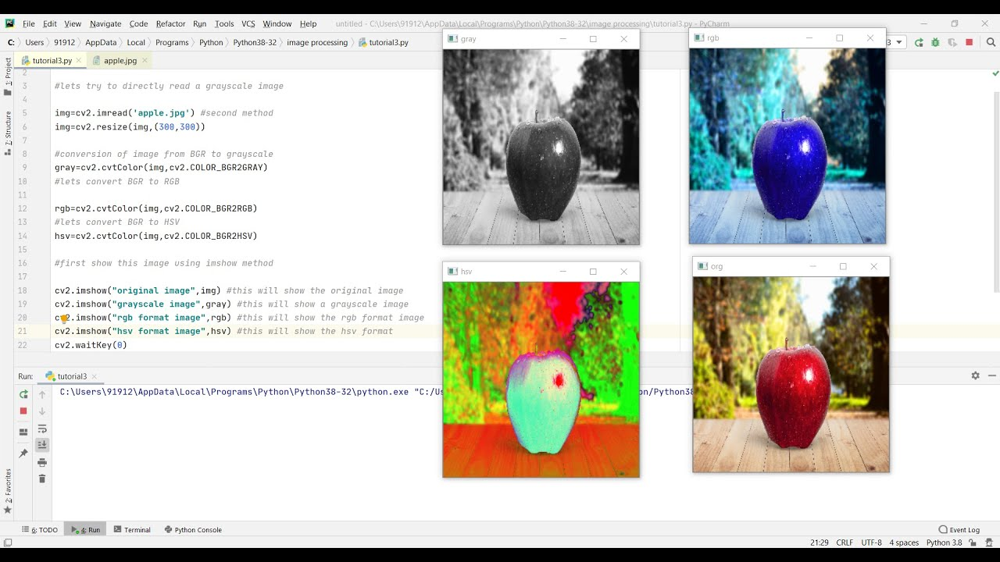 File Edit View Navigate Code Refactor Run Tools VCS Window Help untitled - C:\Users\91912\AppData\Local\Programs\Python\Python38-32\image processing\tutorial3.py - PyCharm
C: Users 91912 AppData Local Programs Python Python38-32 image processing tutorial3.py
tutorial3.py apple.jpg
1: Project
7: Structure
2: Favorites
2
3 #lets try to directly read a grayscale image
4
5 img=cv2.imread('apple.jpg') #second method
6 img=cv2.resize(img,(300,300))
7
8 #conversion of image from BGR to grayscale
9 gray=cv2.cvtColor(img,cv2.COLOR_BGR2GRAY)
10 #lets convert BGR to RGB
11
12 rgb=cv2.cvtColor(img,cv2.COLOR_BGR2RGB)
13 #lets convert BGR to HSV
14 hsv=cv2.cvtColor(img,cv2.COLOR_BGR2HSV)
15
16 #first show this image using imshow method
17
18 cv2.imshow("original image",img) #this will show the original image
19 cv2.imshow("grayscale image",gray) #this will show a grayscale image
20 cv2.imshow("rgb format image",rgb) #this will show the rgb format image
21 cv2.imshow("hsv format image",hsv) #this will show the hsv format
22 cv2.waitKey(0)
gray
rgb
hsv
org
3
Run: tutorial3
C:\Users\91912\AppData\Local\Programs\Python\Python38-32\python.exe "C:/Us
on/Python38
6: TODO 4: Run Terminal Python Console Event Log
21:29 CRLF UTF-8 4 spaces Python 3.8